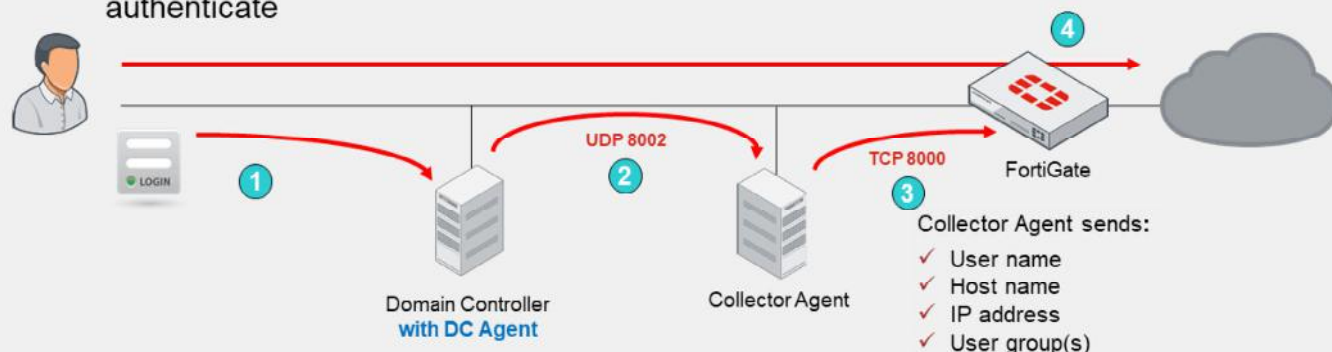 authenticate
4
LOGIN
1
UDP 8002
2
TCP 8000
3
FortiGate
Collector Agent sends:
✓ User name
✓ Host name
✓ IP address
✓ User group(s)
Domain Controller
with DC Agent
Collector Agent